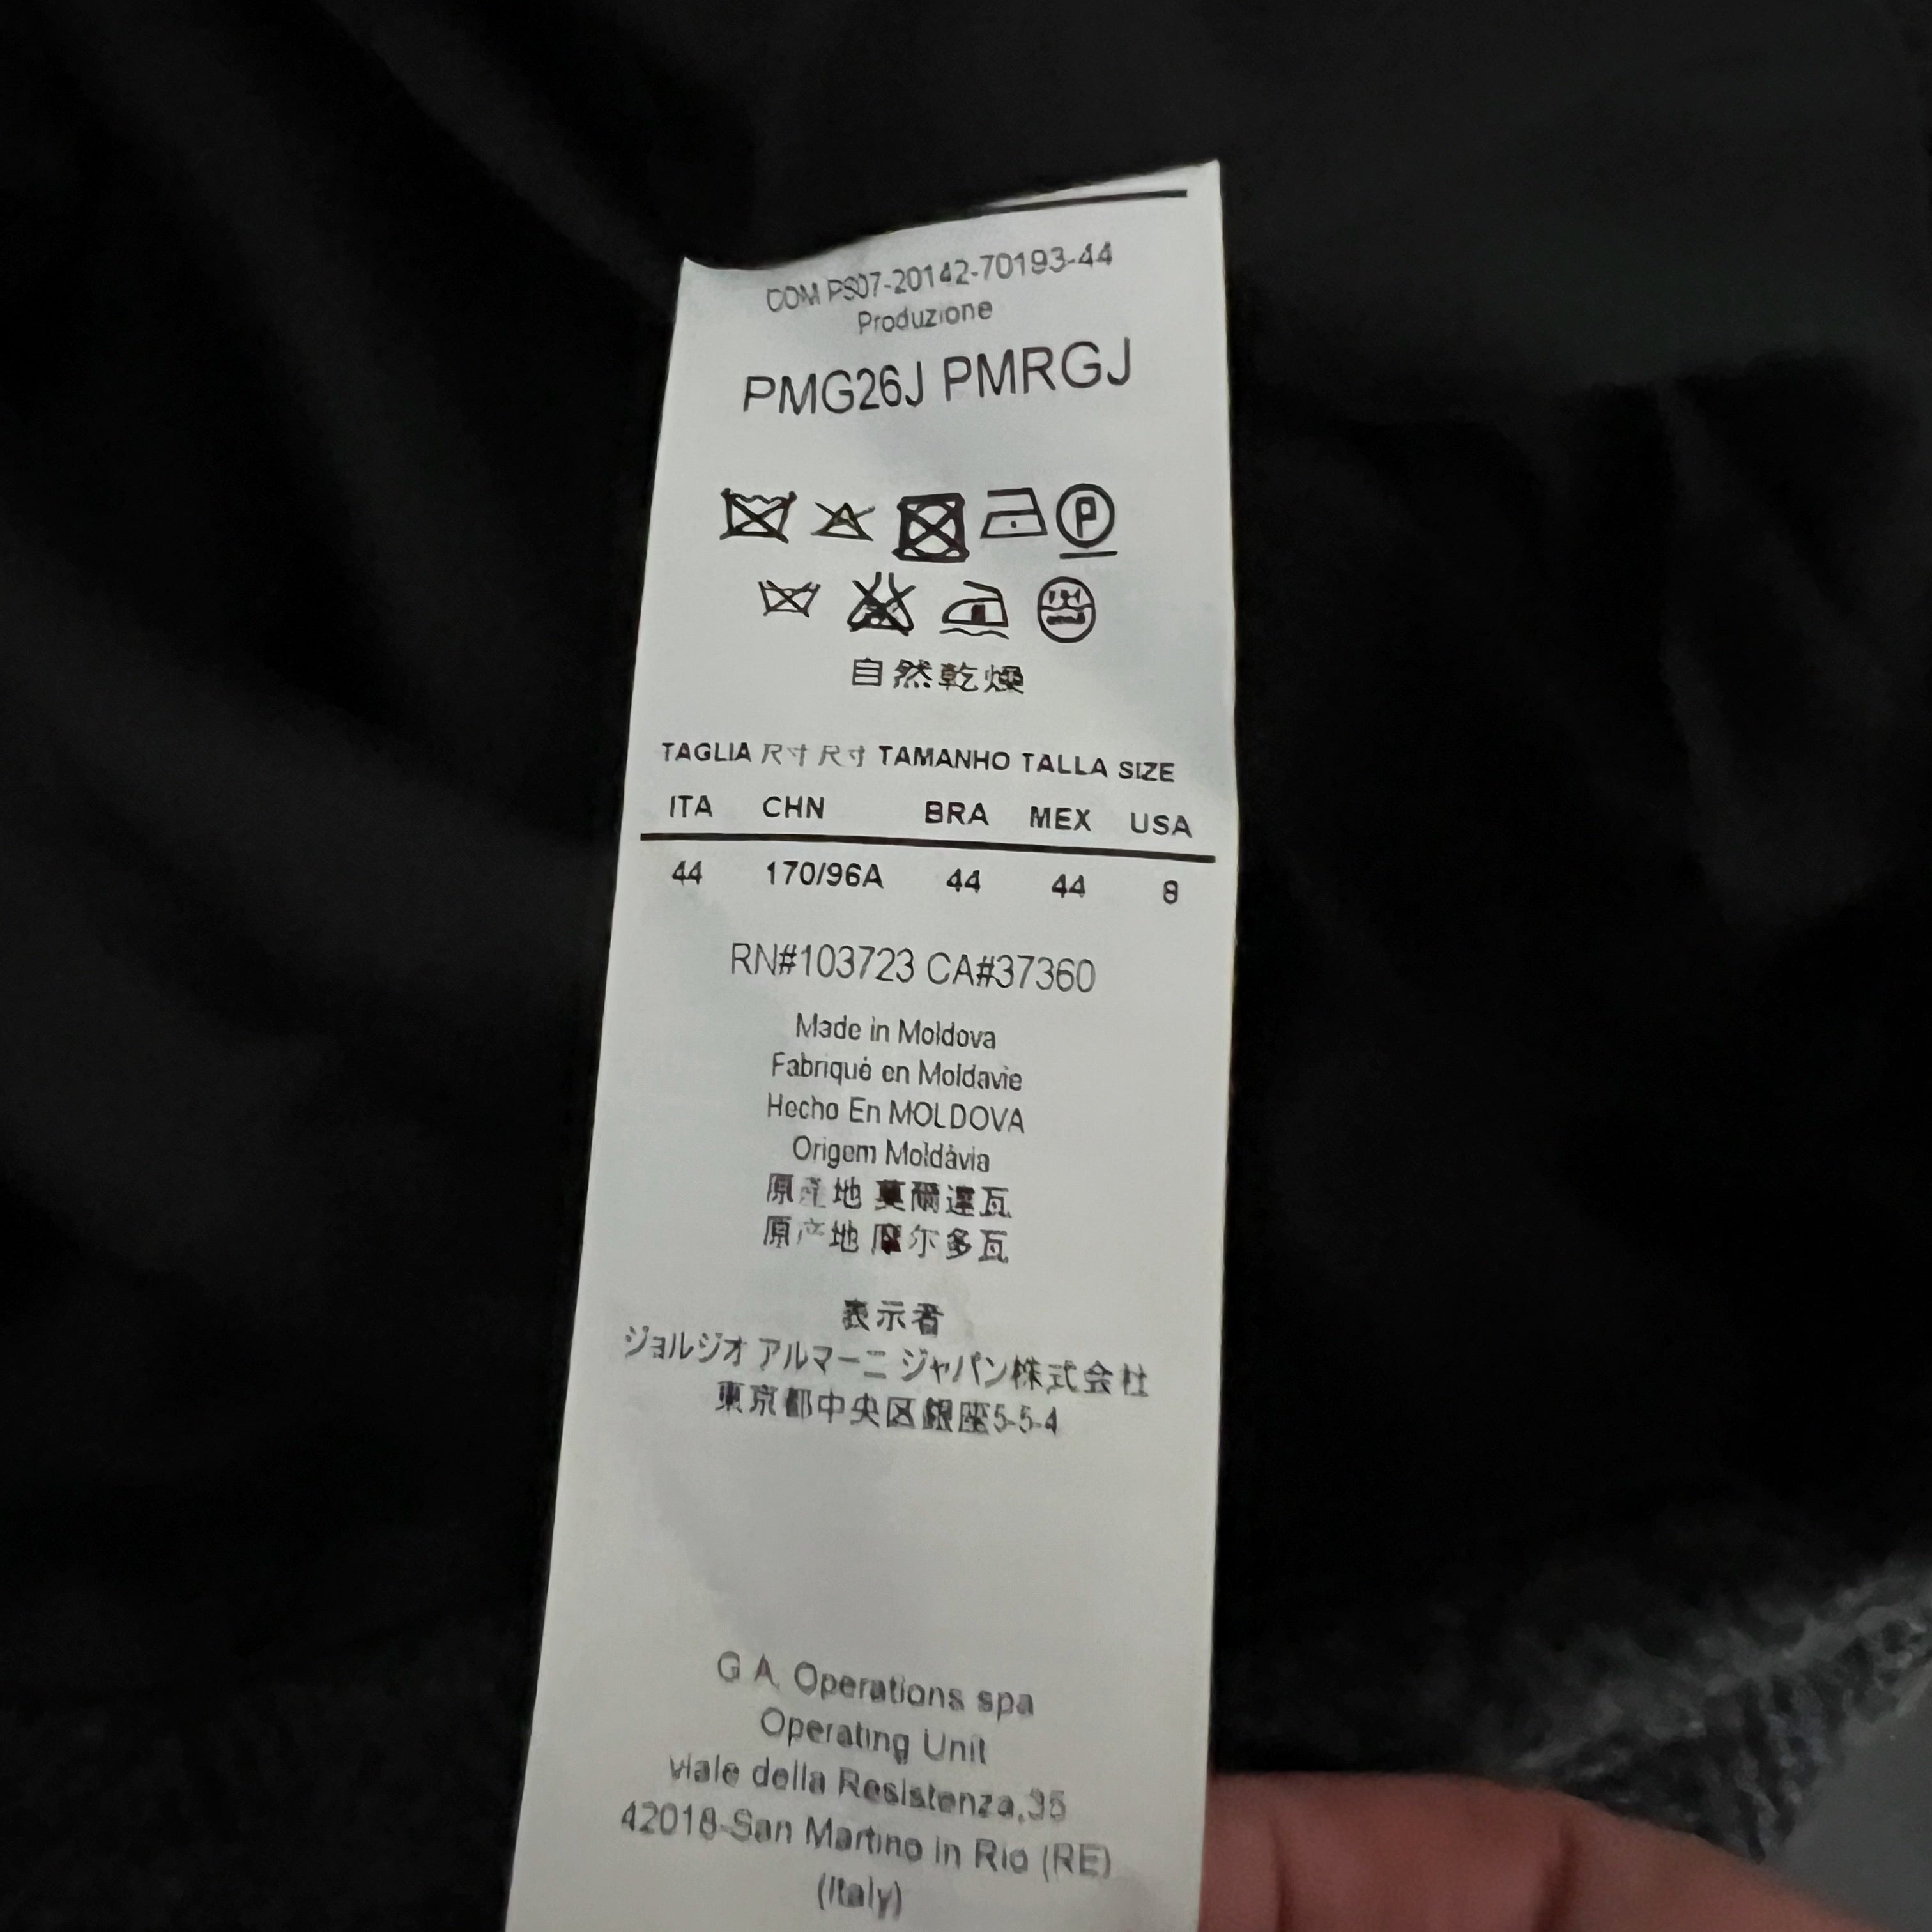 COM PS07-20142-70193-44
Produzione
PMG26J PMRGJ
P
自然乾燥
TAGLIA 尺寸 尺寸 TAMANHO TALLA SIZE
ITA CHN BRA MEX USA
44 170/96A 44 44 8
RN#103723 CA#37360
Made in Moldova
Fabriqué en Moldavie
Hecho En MOLDOVA
Origem Moldávia
原產地 莫爾達瓦
原产地 摩尔多瓦
表示者
ジョルジオ アルマーニ ジャパン株式会社
東京都中央区銀座5-5-4
G A Operations spa
Operating Unit
viale della Resistenza,35
42018-San Martino in Rio (RE)
(Italy)